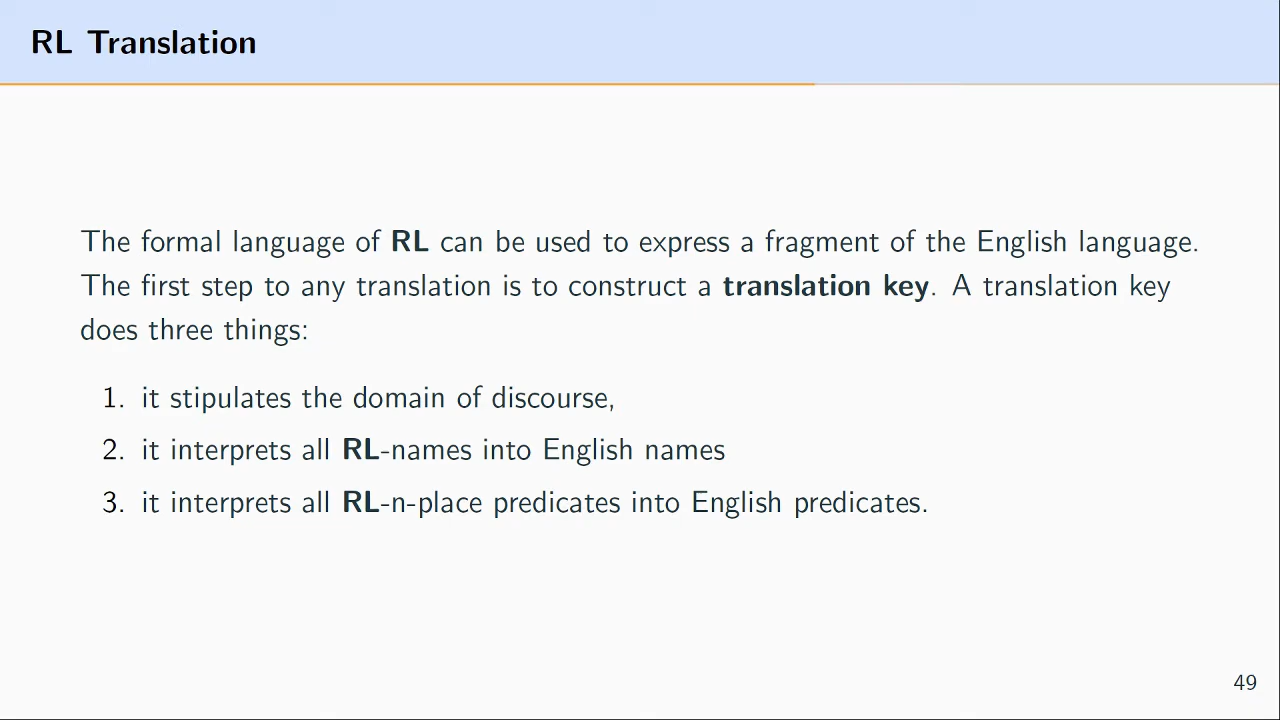 RL Translation
The formal language of RL can be used to express a fragment of the English language.
The first step to any translation is to construct a translation key. A translation key
does three things:
1. it stipulates the domain of discourse,
2. it interprets all RL-names into English names
3. it interprets all RL-n-place predicates into English predicates.
49